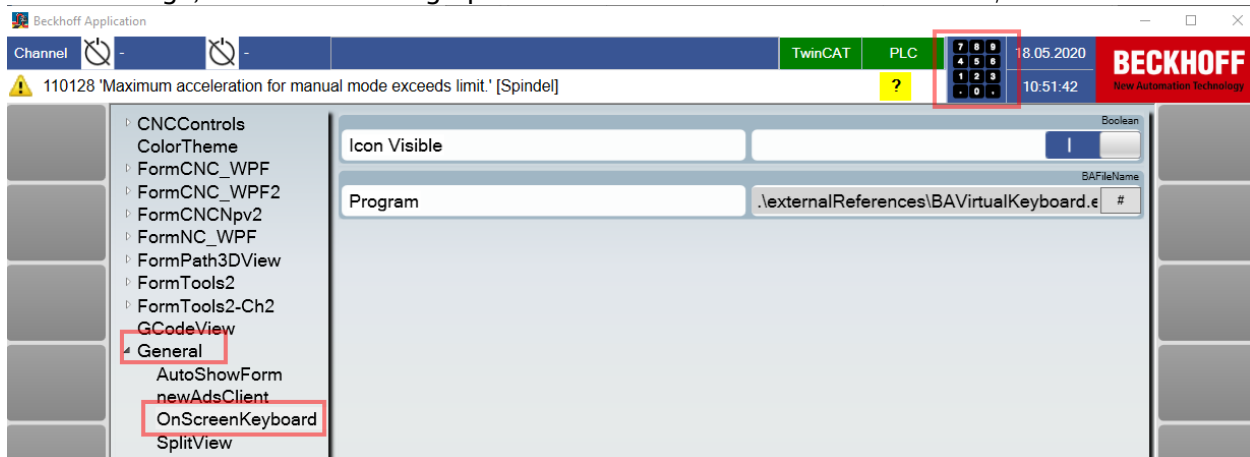 Beckhoff Application
Channel - - TwinCAT PLC 7 8 9 4 5 6 1 2 3 . 0 . 18.05.2020 10:51:42 BECKHOFF New Automation Technology
110128 'Maximum acceleration for manual mode exceeds limit.' [Spindel] ?
CNCControls
ColorTheme
FormCNC_WPF
FormCNC_WPF2
FormCNCNpv2
FormNC_WPF
FormPath3DView
FormTools2
FormTools2-Ch2
GCodeView
General
AutoShowForm
newAdsClient
OnScreenKeyboard
SplitView
Boolean
Icon Visible I
BAFileName
Program .\externalReferences\BAVirtualKeyboard.e #